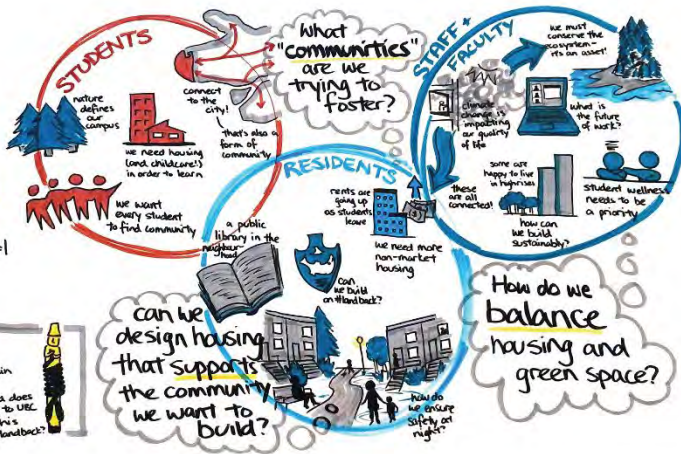 STUDENTS
nature
defines
our
campus
we need housing
(and childcare!)
in order to learn
we want
every student
to find community
connect
to the
city!
that's also a
form of
community
What
"communities"
are we
trying to
foster?
STAFF +
FACULTY
we must
conserve the
ecosystem-
it's an asset!
climate
change is
impacting
our quality
of life
what is
the future
of work?
these
are all
connected!
some are
happy to live
in highrises
how can
we build
sustainably?
student wellness
needs to be
a priority
RESIDENTS
rents are
going up
as students
leave
we need more
non-market
housing
a public
library in the
neighbour-
hood
can
we build
on #landback?
how do
we ensure
safety at
night?
can we
design housing
that supports
the community
we want to
build?
How do we
balance
housing and
green space?
in
does
to UBC
his
landback?